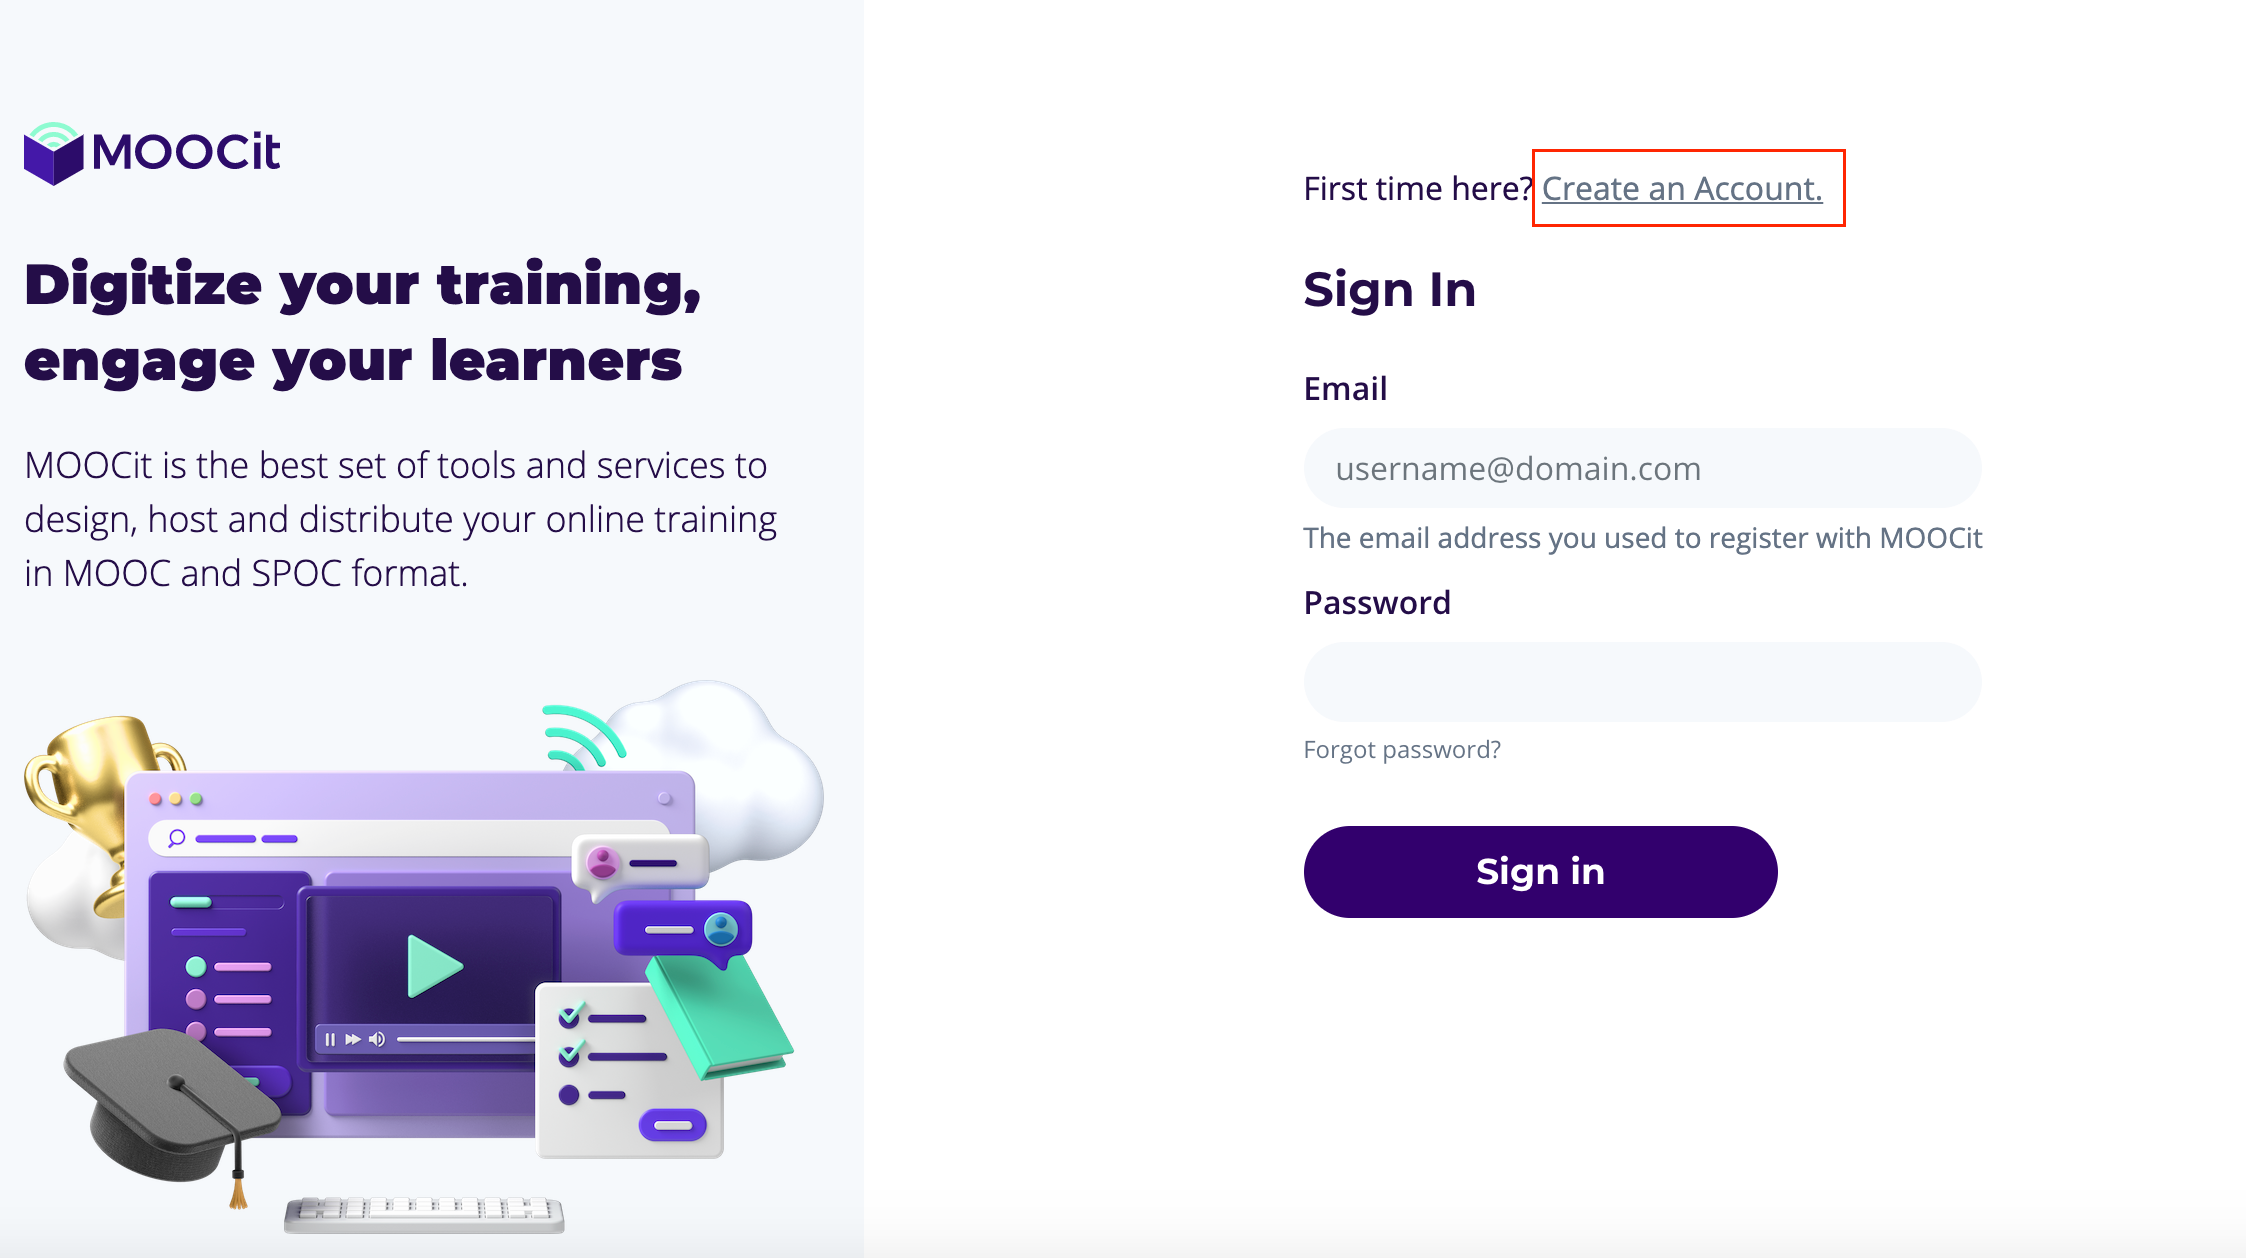 MOOCit
Digitize your training,
engage your learners
MOOCit is the best set of tools and services to
design, host and distribute your online training
in MOOC and SPOC format.
First time here? Create an Account.
Sign In
Email
username@domain.com
The email address you used to register with MOOCit
Password
Forgot password?
Sign in